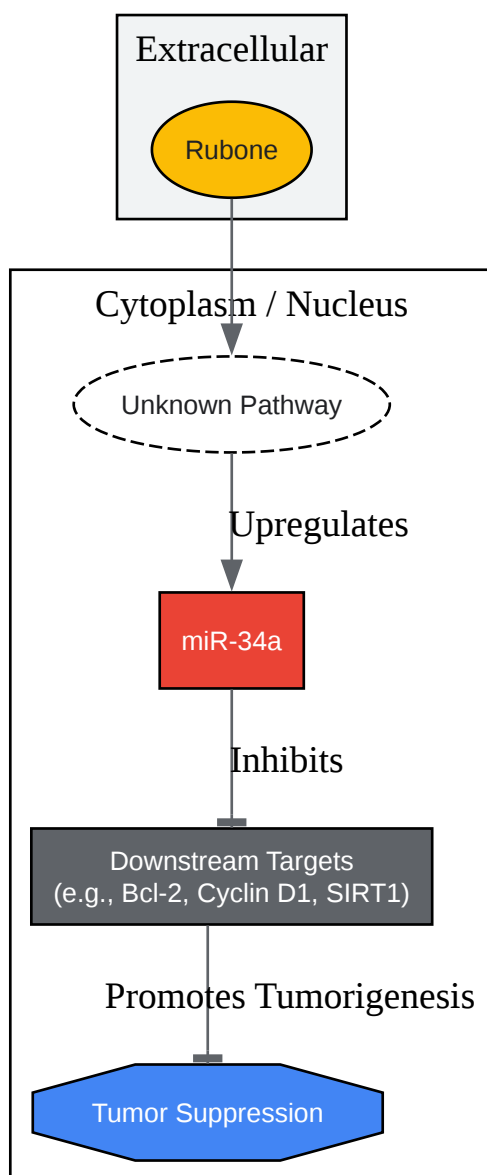 Extracellular
Rubone
Cytoplasm / Nucleus
Unknown Pathway
Upregulates
miR-34a
Inhibits
Downstream Targets
(e.g., Bcl-2, Cyclin D1, SIRT1)
Promotes Tumorigenesis
Tumor Suppression